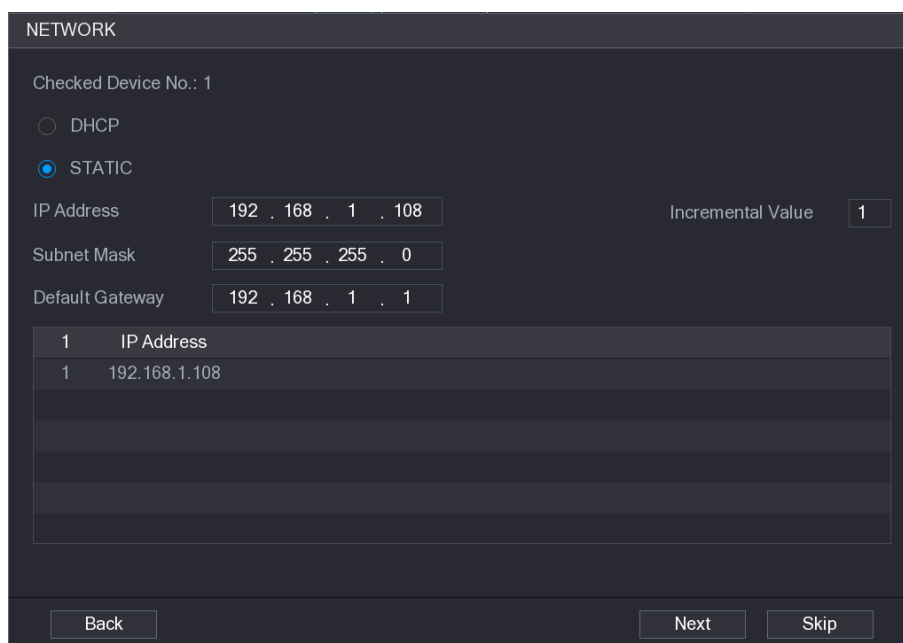 NETWORK
Checked Device No.: 1
DHCP
STATIC
IP Address 192 . 168 . 1 . 108 Incremental Value 1
Subnet Mask 255 . 255 . 255 . 0
Default Gateway 192 . 168 . 1 . 1
1 IP Address
1 192.168.1.108
Back Next Skip